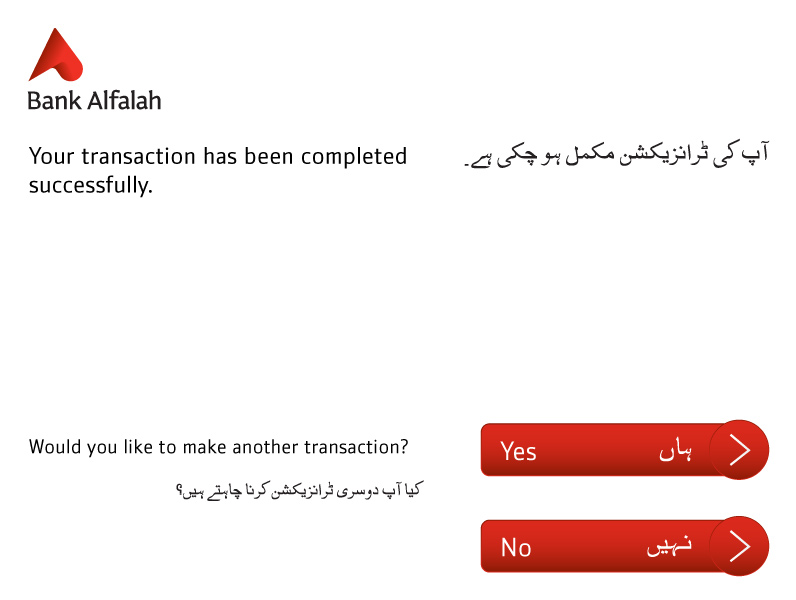 Bank Alfalah
Your transaction has been completed
successfully.
آپ کی ٹرانزیکشن مکمل ہو چکی ہے۔
Would you like to make another transaction?
کیا آپ دوسری ٹرانزیکشن کرنا چاہتے ہیں؟
Yes ہاں
No نہیں